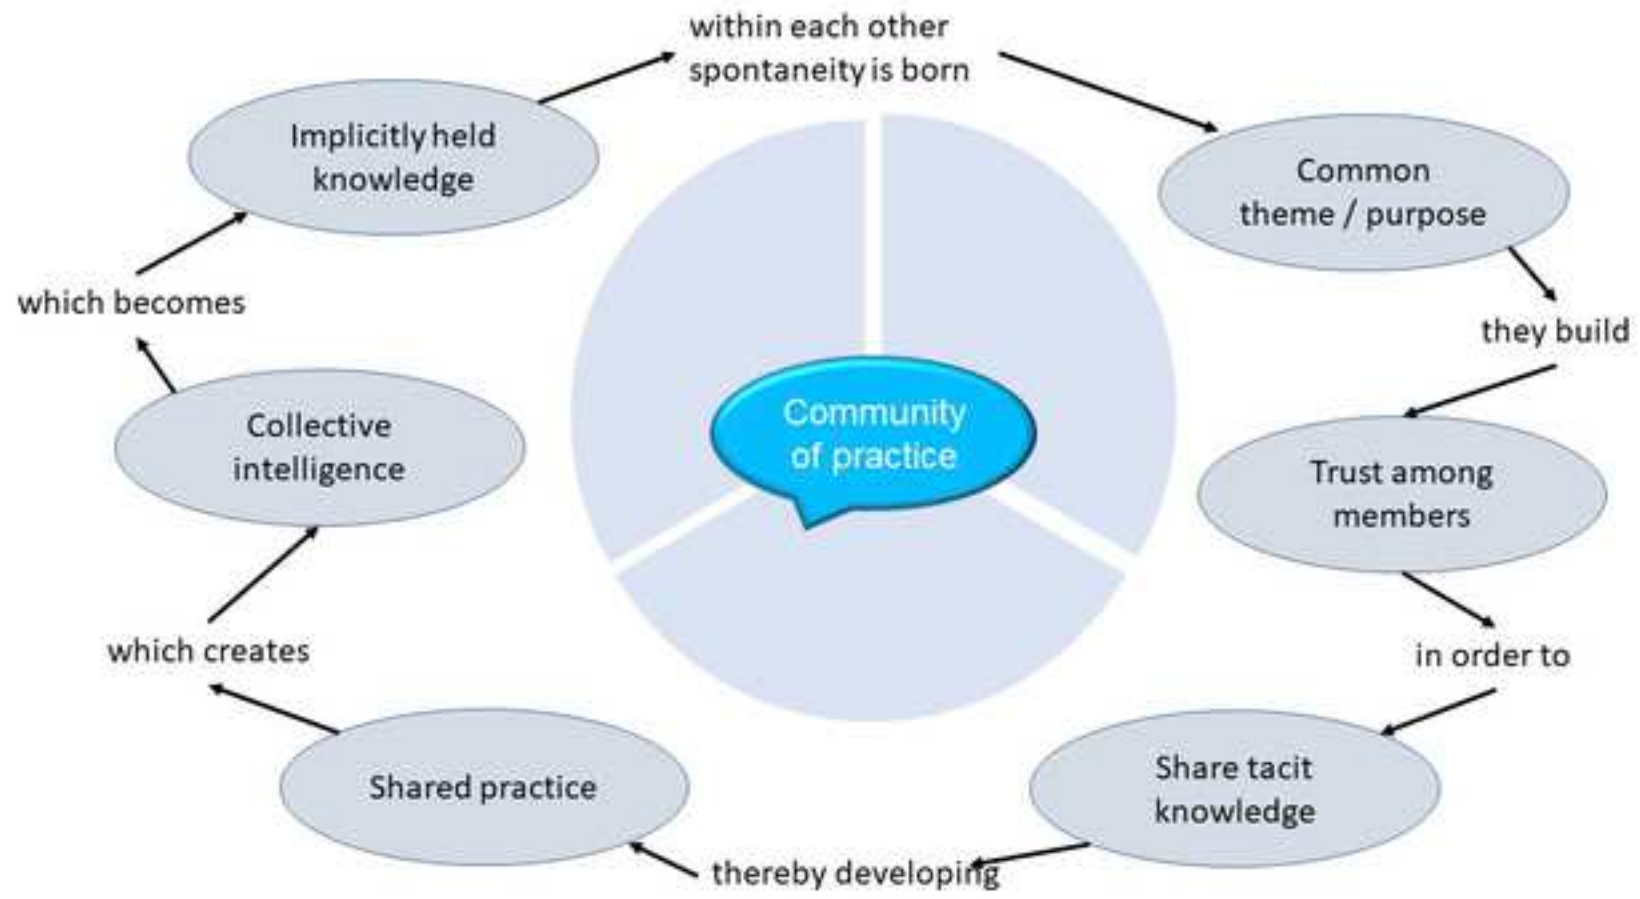 within each other
spontaneity is born
Implicitly held
knowledge
Common
theme / purpose
which becomes
they build
Community
of practice
Collective
intelligence
Trust among
members
which creates
in order to
Shared practice
Share tacit
knowledge
thereby developing